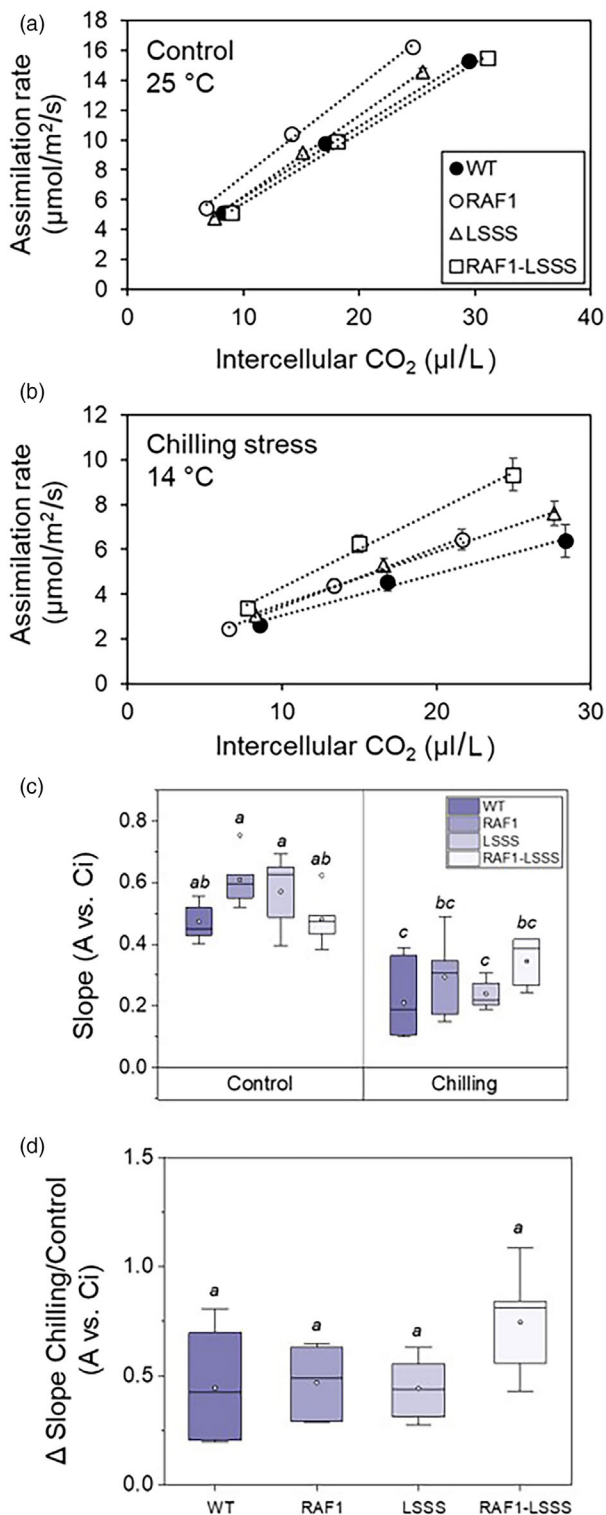 (a)
Control
25 °C
Assimilation rate
(µmol/m²/s)
18
16
14
12
10
8
6
4
2
0
WT
RAF1
LSSS
RAF1-LSSS
0 10 20 30 40
Intercellular CO₂ (µl/L)
(b)
Chilling stress
14 °C
Assimilation rate
(µmol/m²/s)
12
10
8
6
4
2
0
0 10 20 30
Intercellular CO₂ (µl/L)
(c)
Slope (A vs. Ci)
0.8
0.6
0.4
0.2
0.0
WT
RAF1
LSSS
RAF1-LSSS
ab a a ab
c bc c bc
Control Chilling
(d)
Δ Slope Chilling/Control
(A vs. Ci)
1.5
1.0
0.5
0.0
a a a a
WT RAF1 LSSS RAF1-LSSS